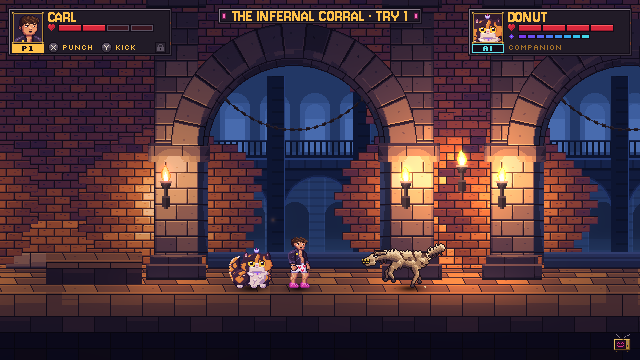 CARL
P1
X PUNCH Y KICK
THE INFERNAL CORRAL · TRY 1
DONUT
AI
COMPANION